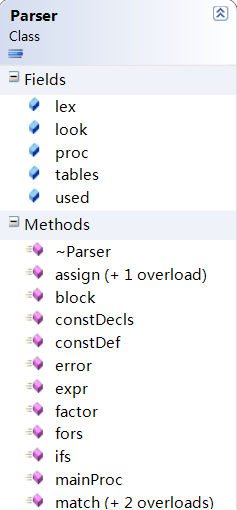 Parser
Class
Fields
lex
look
proc
tables
used
Methods
~Parser
assign (+ 1 overload)
block
constDecls
constDef
error
expr
factor
fors
ifs
mainProc
match (+ 2 overloads)